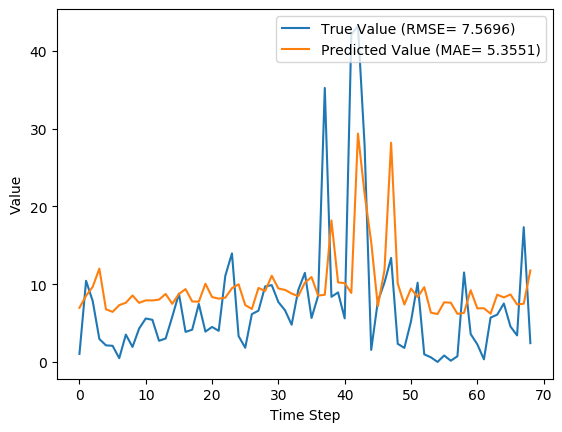 True Value (RMSE= 7.5696)
Predicted Value (MAE= 5.3551)
40
30
20
10
0
Value
0 10 20 30 40 50 60 70
Time Step